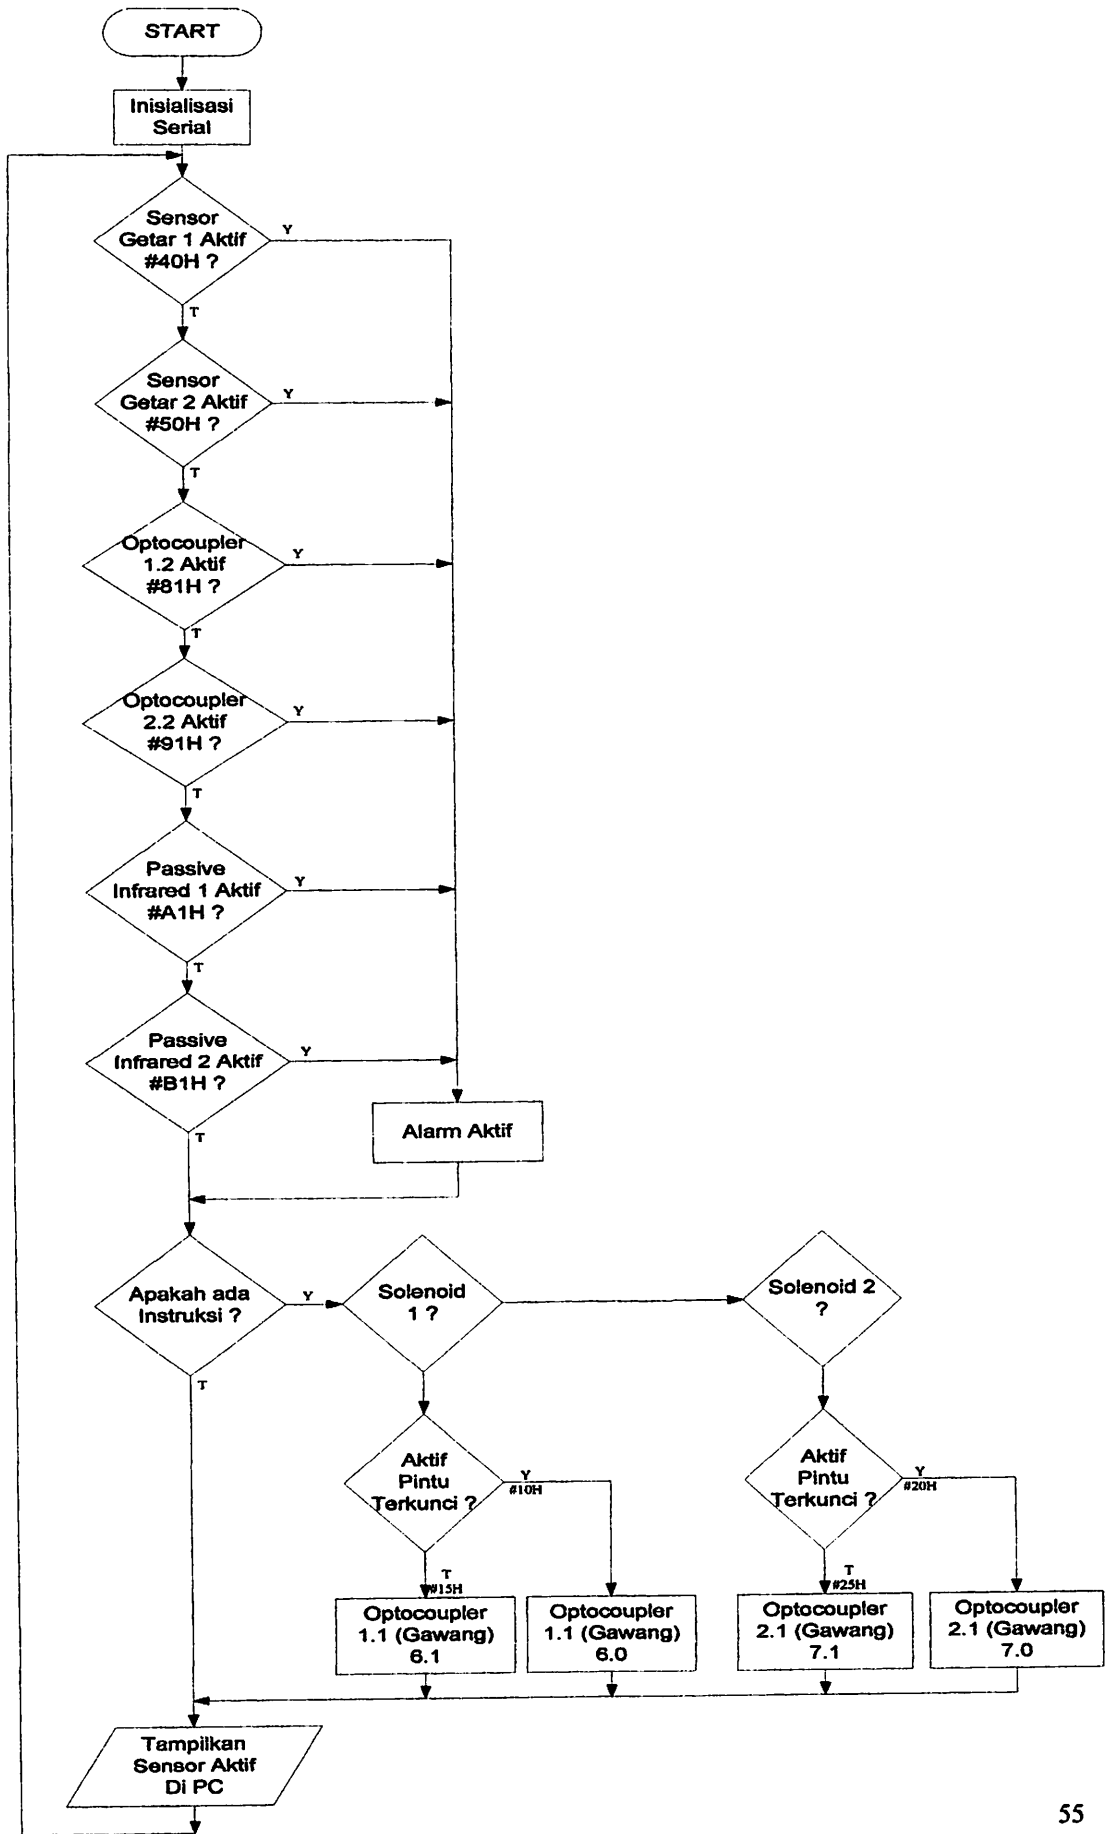 START
Inisialisasi
Serial
Sensor
Getar 1 Aktif
#40H ?
Y
T
Sensor
Getar 2 Aktif
#50H ?
Y
T
Optocoupler
1.2 Aktif
#81H ?
Y
T
Optocoupler
2.2 Aktif
#91H ?
Y
T
Passive
Infrared 1 Aktif
#A1H ?
Y
T
Passive
Infrared 2 Aktif
#B1H ?
Y
T
Alarm Aktif
Apakah ada
Instruksi ?
Y
T
Solenoid
1 ?
Solenoid 2
?
Aktif
Pintu
Terkunci ?
Y
#10H
T
#15H
Aktif
Pintu
Terkunci ?
Y
#20H
T
#25H
Optocoupler
1.1 (Gawang)
6.1
Optocoupler
1.1 (Gawang)
6.0
Optocoupler
2.1 (Gawang)
7.1
Optocoupler
2.1 (Gawang)
7.0
Tampilkan
Sensor Aktif
Di PC
55